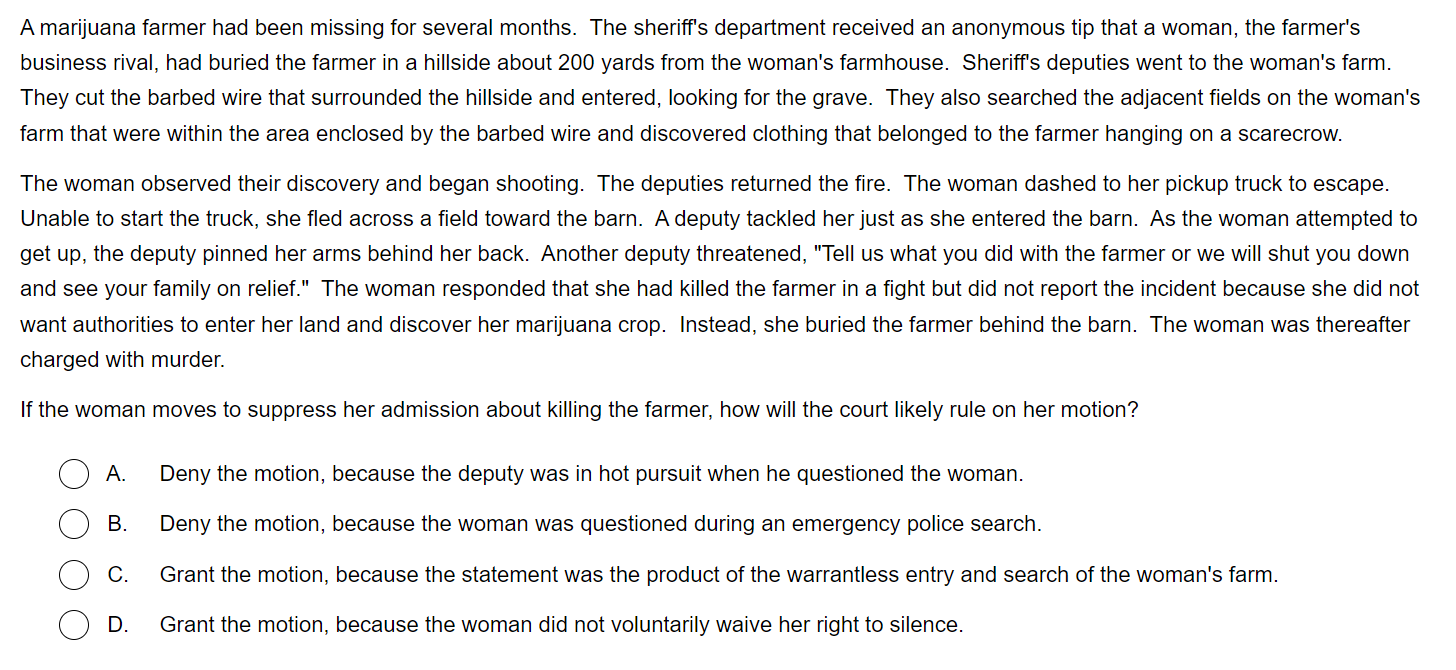 A marijuana farmer had been missing for several months.  The sheriff's department received an anonymous tip that a woman, the farmer's
business rival, had buried the farmer in a hillside about 200 yards from the woman's farmhouse.  Sheriff's deputies went to the woman's farm.
They cut the barbed wire that surrounded the hillside and entered, looking for the grave.  They also searched the adjacent fields on the woman's
farm that were within the area enclosed by the barbed wire and discovered clothing that belonged to the farmer hanging on a scarecrow.
The woman observed their discovery and began shooting.  The deputies returned the fire.  The woman dashed to her pickup truck to escape.
Unable to start the truck, she fled across a field toward the barn.  A deputy tackled her just as she entered the barn.  As the woman attempted to
get up, the deputy pinned her arms behind her back.  Another deputy threatened, "Tell us what you did with the farmer or we will shut you down
and see your family on relief."  The woman responded that she had killed the farmer in a fight but did not report the incident because she did not
want authorities to enter her land and discover her marijuana crop.  Instead, she buried the farmer behind the barn.  The woman was thereafter
charged with murder.
If the woman moves to suppress her admission about killing the farmer, how will the court likely rule on her motion?
A. Deny the motion, because the deputy was in hot pursuit when he questioned the woman.
B. Deny the motion, because the woman was questioned during an emergency police search.
C. Grant the motion, because the statement was the product of the warrantless entry and search of the woman's farm.
D. Grant the motion, because the woman did not voluntarily waive her right to silence.